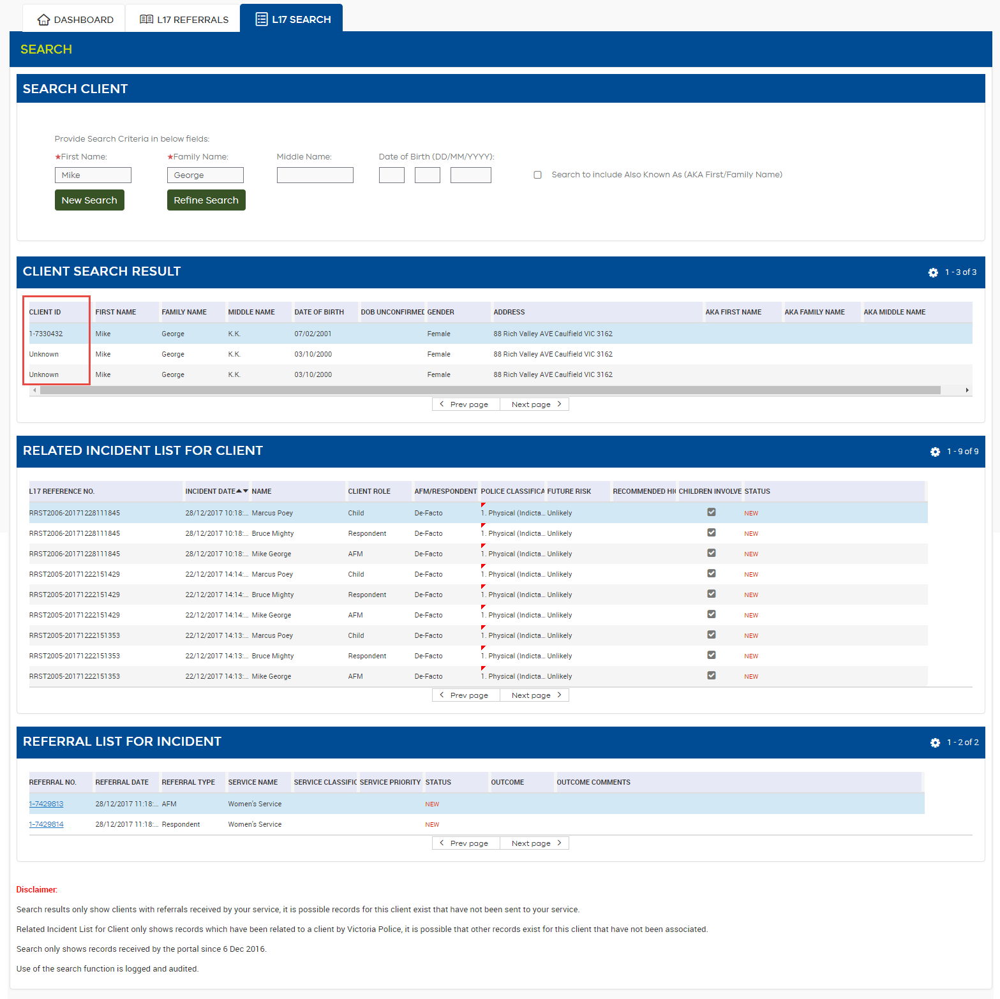 DASHBOARD L17 REFERRALS L17 SEARCH
SEARCH
SEARCH CLIENT
Provide Search Criteria in below fields:
★First Name: ★Family Name: Middle Name: Date of Birth (DD/MM/YYYY):
Mike George Search to include Also Known As (AKA First/Family Name)
New Search Refine Search
CLIENT SEARCH RESULT 1 - 3 of 3
CLIENT ID FIRST NAME FAMILY NAME MIDDLE NAME DATE OF BIRTH DOB UNCONFIRMED GENDER ADDRESS AKA FIRST NAME AKA FAMILY NAME AKA MIDDLE NAME
1-7330432 Mike George K.K. 07/02/2001 Female 88 Rich Valley AVE Caulfield VIC 3162
Unknown Mike George K.K. 03/10/2000 Female 88 Rich Valley AVE Caulfield VIC 3162
Unknown Mike George K.K. 03/10/2000 Female 88 Rich Valley AVE Caulfield VIC 3162
Prev page Next page
RELATED INCIDENT LIST FOR CLIENT 1 - 9 of 9
L17 REFERENCE NO. INCIDENT DATE NAME CLIENT ROLE AFM/RESPONDENT POLICE CLASSIFICA FUTURE RISK RECOMMENDED HI CHILDREN INVOLVE STATUS
RRST2006-20171228111845 28/12/2017 10:18:... Marcus Poey Child De-Facto 1. Physical (Indicta... Unlikely NEW
RRST2006-20171228111845 28/12/2017 10:18:... Bruce Mighty Respondent De-Facto 1. Physical (Indicta... Unlikely NEW
RRST2006-20171228111845 28/12/2017 10:18:... Mike George AFM De-Facto 1. Physical (Indicta... Unlikely NEW
RRST2005-20171222151429 22/12/2017 14:14:... Marcus Poey Child De-Facto 1. Physical (Indicta... Unlikely NEW
RRST2005-20171222151429 22/12/2017 14:14:... Bruce Mighty Respondent De-Facto 1. Physical (Indicta... Unlikely NEW
RRST2005-20171222151429 22/12/2017 14:14:... Mike George AFM De-Facto 1. Physical (Indicta... Unlikely NEW
RRST2005-20171222151353 22/12/2017 14:13:... Marcus Poey Child De-Facto 1. Physical (Indicta... Unlikely NEW
RRST2005-20171222151353 22/12/2017 14:13:... Bruce Mighty Respondent De-Facto 1. Physical (Indicta... Unlikely NEW
RRST2005-20171222151353 22/12/2017 14:13:... Mike George AFM De-Facto 1. Physical (Indicta... Unlikely NEW
Prev page Next page
REFERRAL LIST FOR INCIDENT 1 - 2 of 2
REFERRAL NO. REFERRAL DATE REFERRAL TYPE SERVICE NAME SERVICE CLASSIFIC SERVICE PRIORITY STATUS OUTCOME OUTCOME COMMENTS
1-7429813 28/12/2017 11:18:... AFM Women's Service NEW
1-7429814 28/12/2017 11:18:... Respondent Women's Service NEW
Prev page Next page
Disclaimer:
Search results only show clients with referrals received by your service, it is possible records for this client exist that have not been sent to your service.
Related Incident List for Client only shows records which have been related to a client by Victoria Police, it is possible that other records exist for this client that have not been associated.
Search only shows records received by the portal since 6 Dec 2016.
Use of the search function is logged and audited.